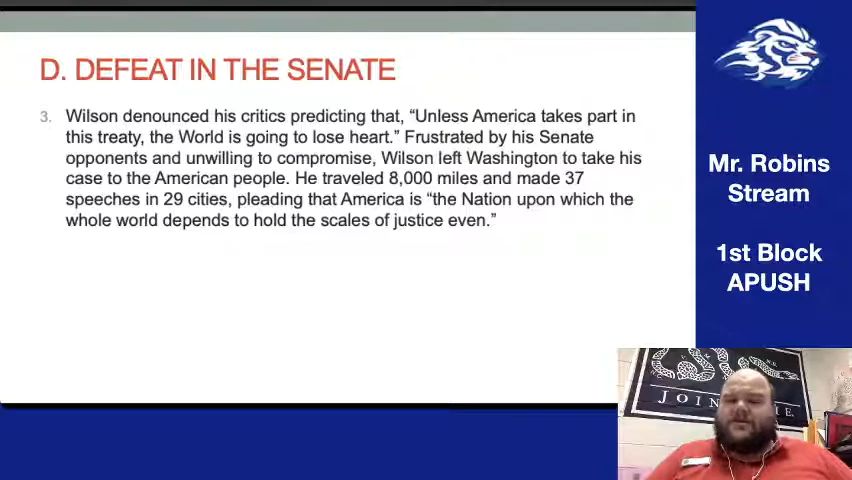 D. DEFEAT IN THE SENATE
3. Wilson denounced his critics predicting that, “Unless America takes part in
this treaty, the World is going to lose heart.” Frustrated by his Senate
opponents and unwilling to compromise, Wilson left Washington to take his
case to the American people. He traveled 8,000 miles and made 37
speeches in 29 cities, pleading that America is “the Nation upon which the
whole world depends to hold the scales of justice even.”
Mr. Robins
Stream
1st Block
APUSH
JOIN IE.